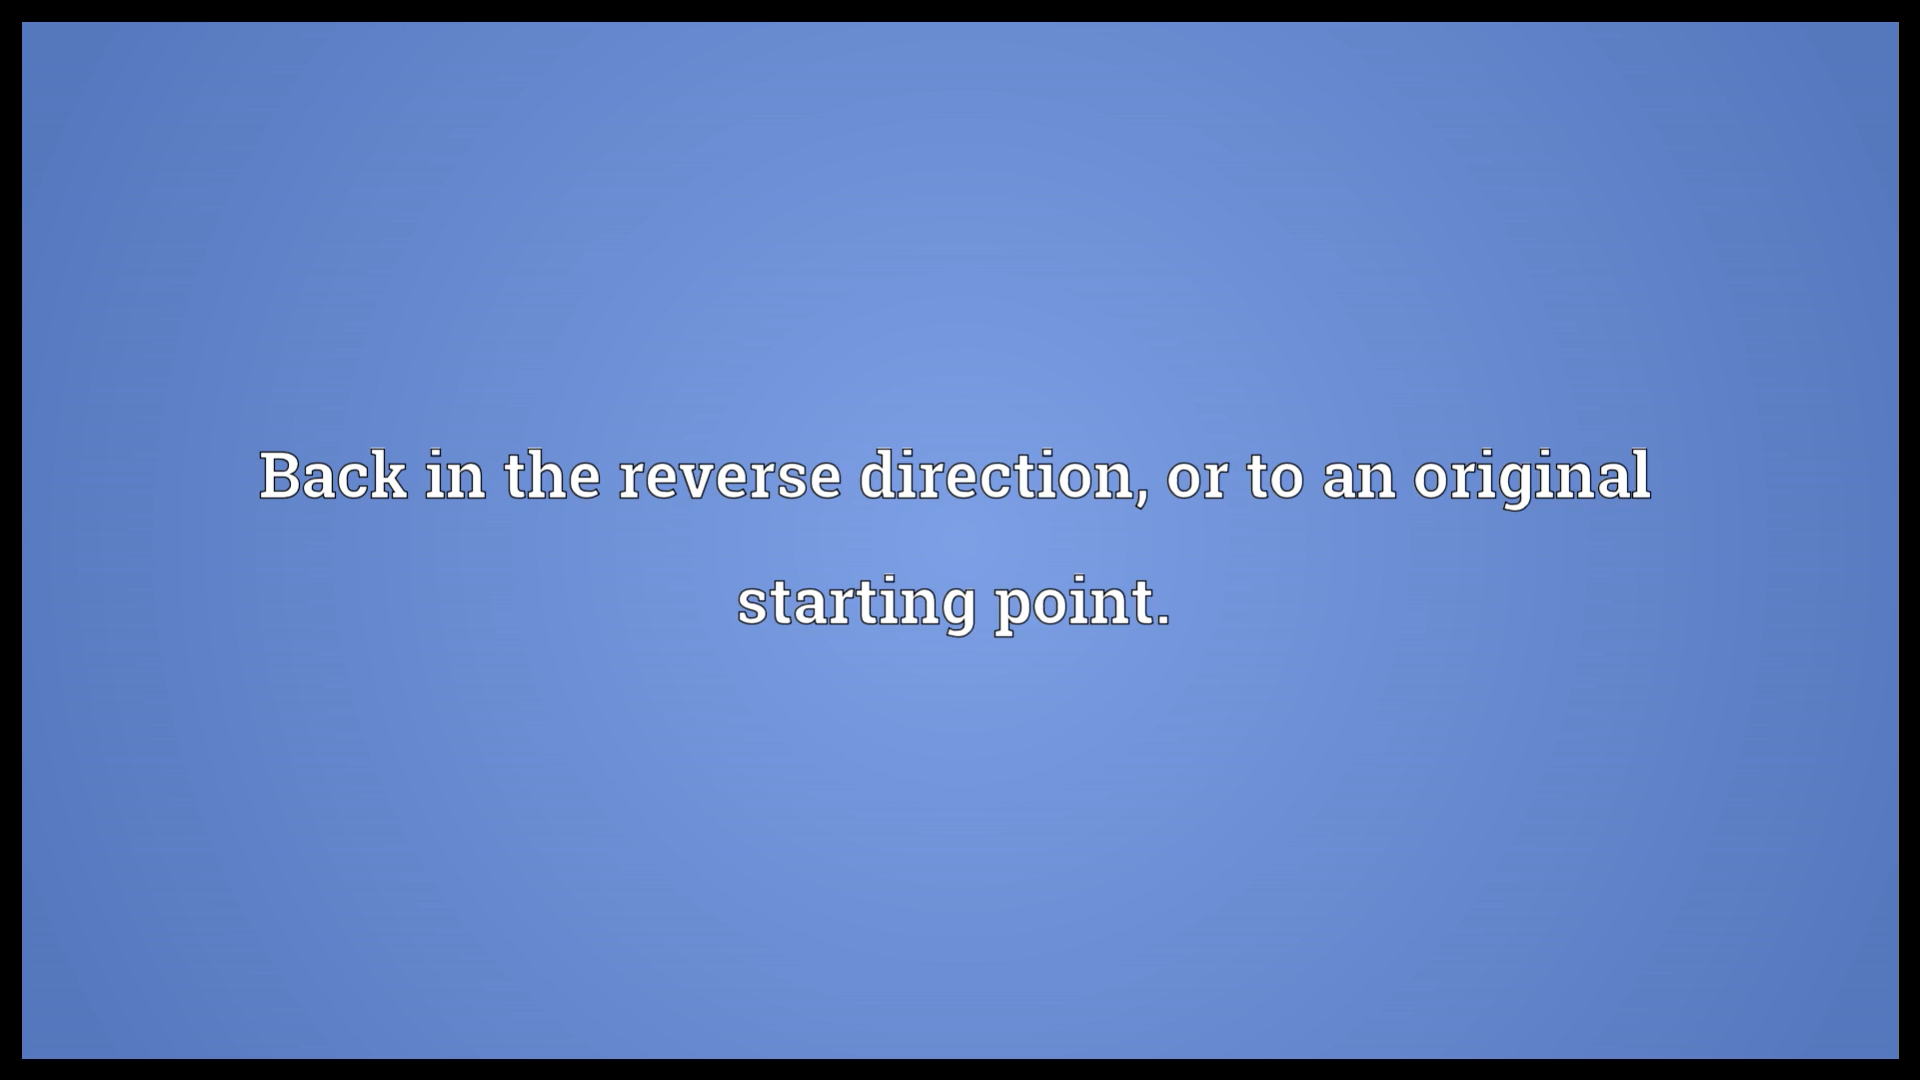 Back in the reverse direction, or to an original
starting point.